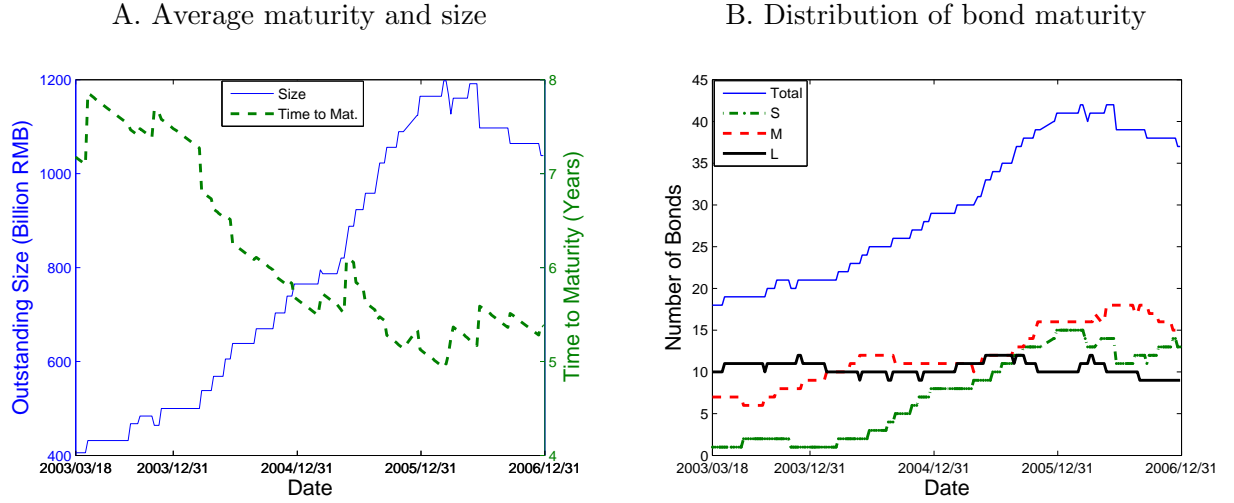 A. Average maturity and size
1200
1000
800
600
400
Outstanding Size (Billion RMB)
Size
Time to Mat.
8
7
6
5
4
Time to Maturity (Years)
2003/03/18 2003/12/31 2004/12/31 2005/12/31 2006/12/31
Date
B. Distribution of bond maturity
45
40
35
30
25
20
15
10
5
0
Number of Bonds
Total
S
M
L
2003/03/18 2003/12/31 2004/12/31 2005/12/31 2006/12/31
Date